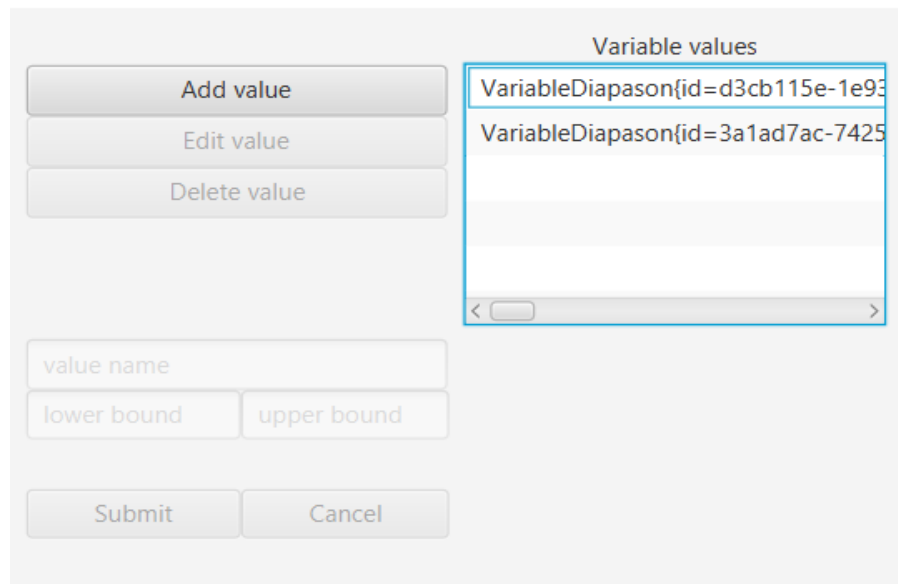 Variable values
Add value
Edit value
Delete value
VariableDiapason{id=d3cb115e-1e93
VariableDiapason{id=3a1ad7ac-7425
value name
lower bound
upper bound
Submit
Cancel